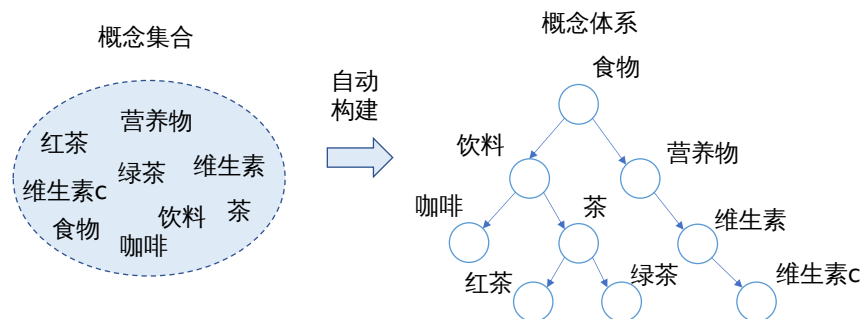 概念集合
营养物
红茶
绿茶
维生素
维生素c
茶
饮料
食物
咖啡
自动
构建
概念体系
食物
饮料
营养物
咖啡
茶
维生素
红茶
绿茶
维生素c